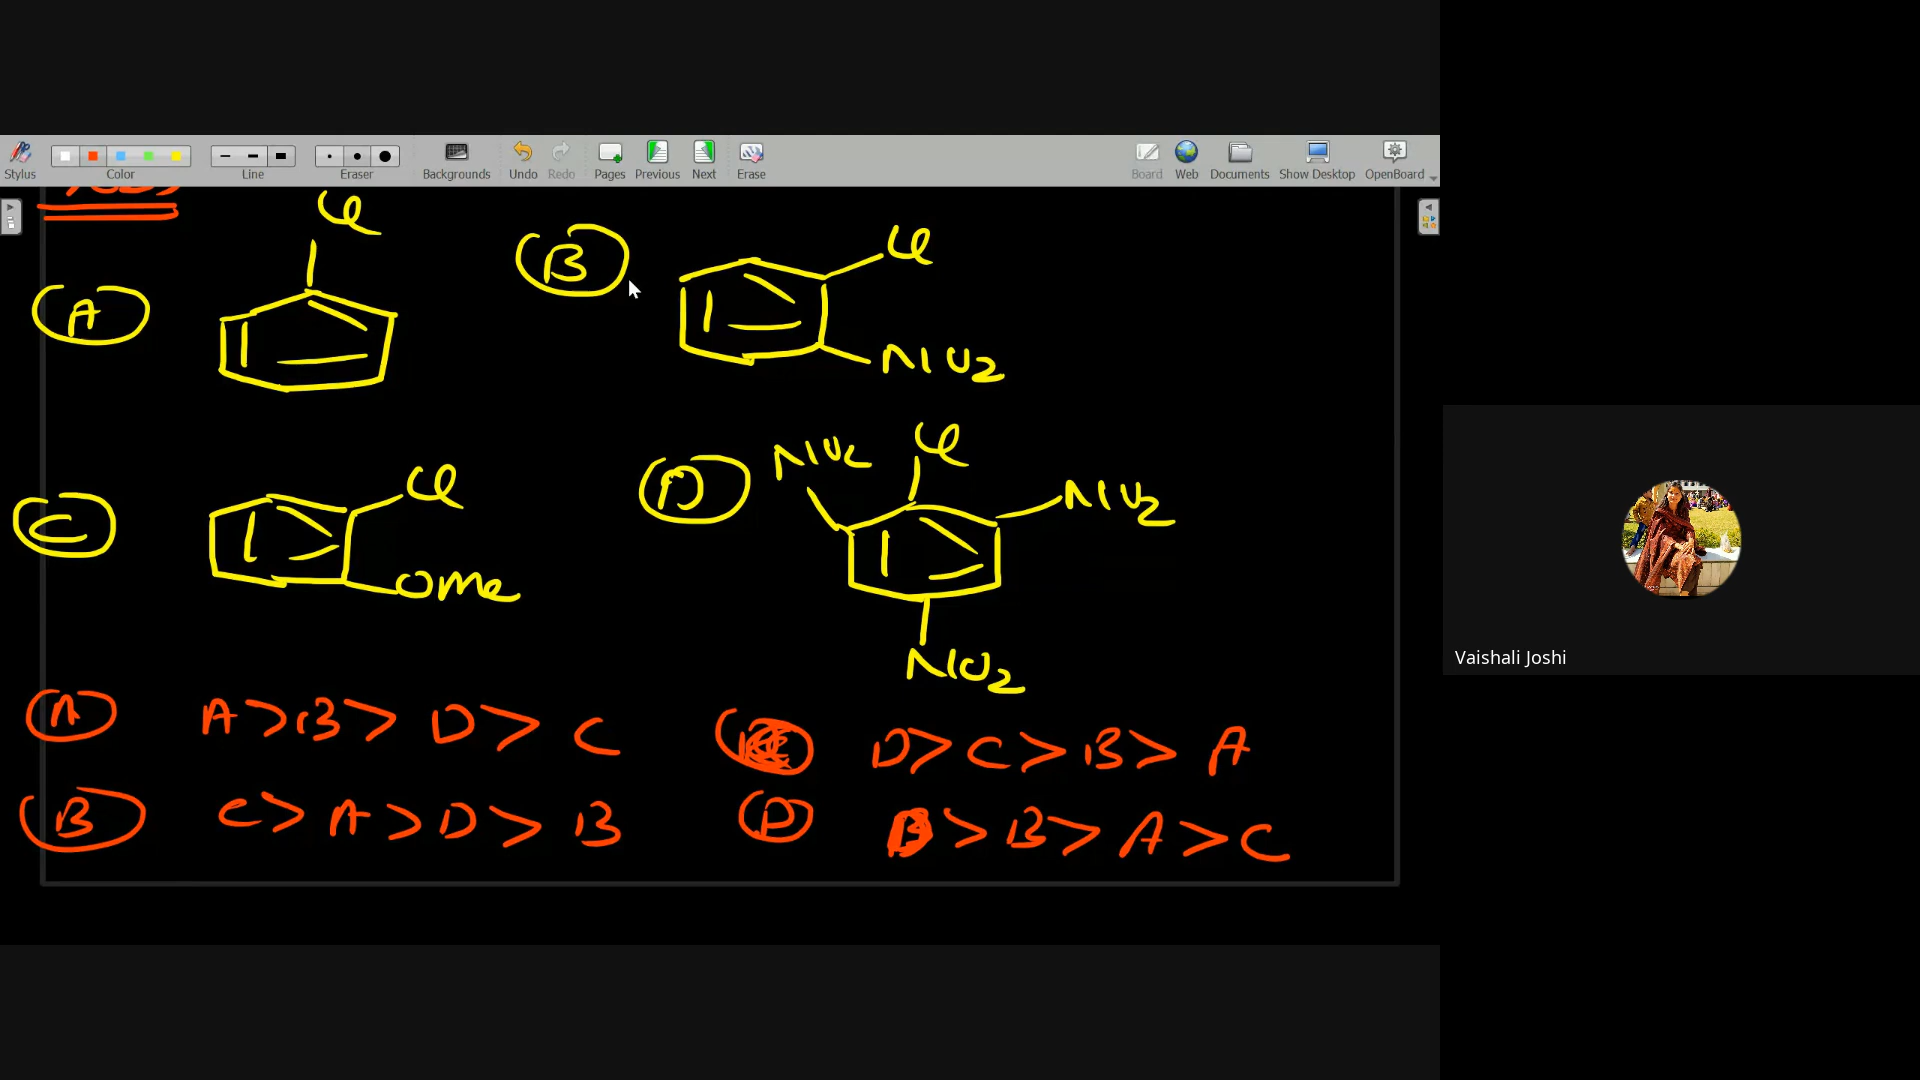 Stylus Color Line Eraser Backgrounds Undo Redo Pages Previous Next Erase Board Web Documents Show Desktop OpenBoard
Cl
B Cl
A
NO2
Cl
NO2 D NO2
Cl
C
OMe
NO2
A A>B>D>C D>C>B>A
B C>A>D>B D >B>A>C
Vaishali Joshi